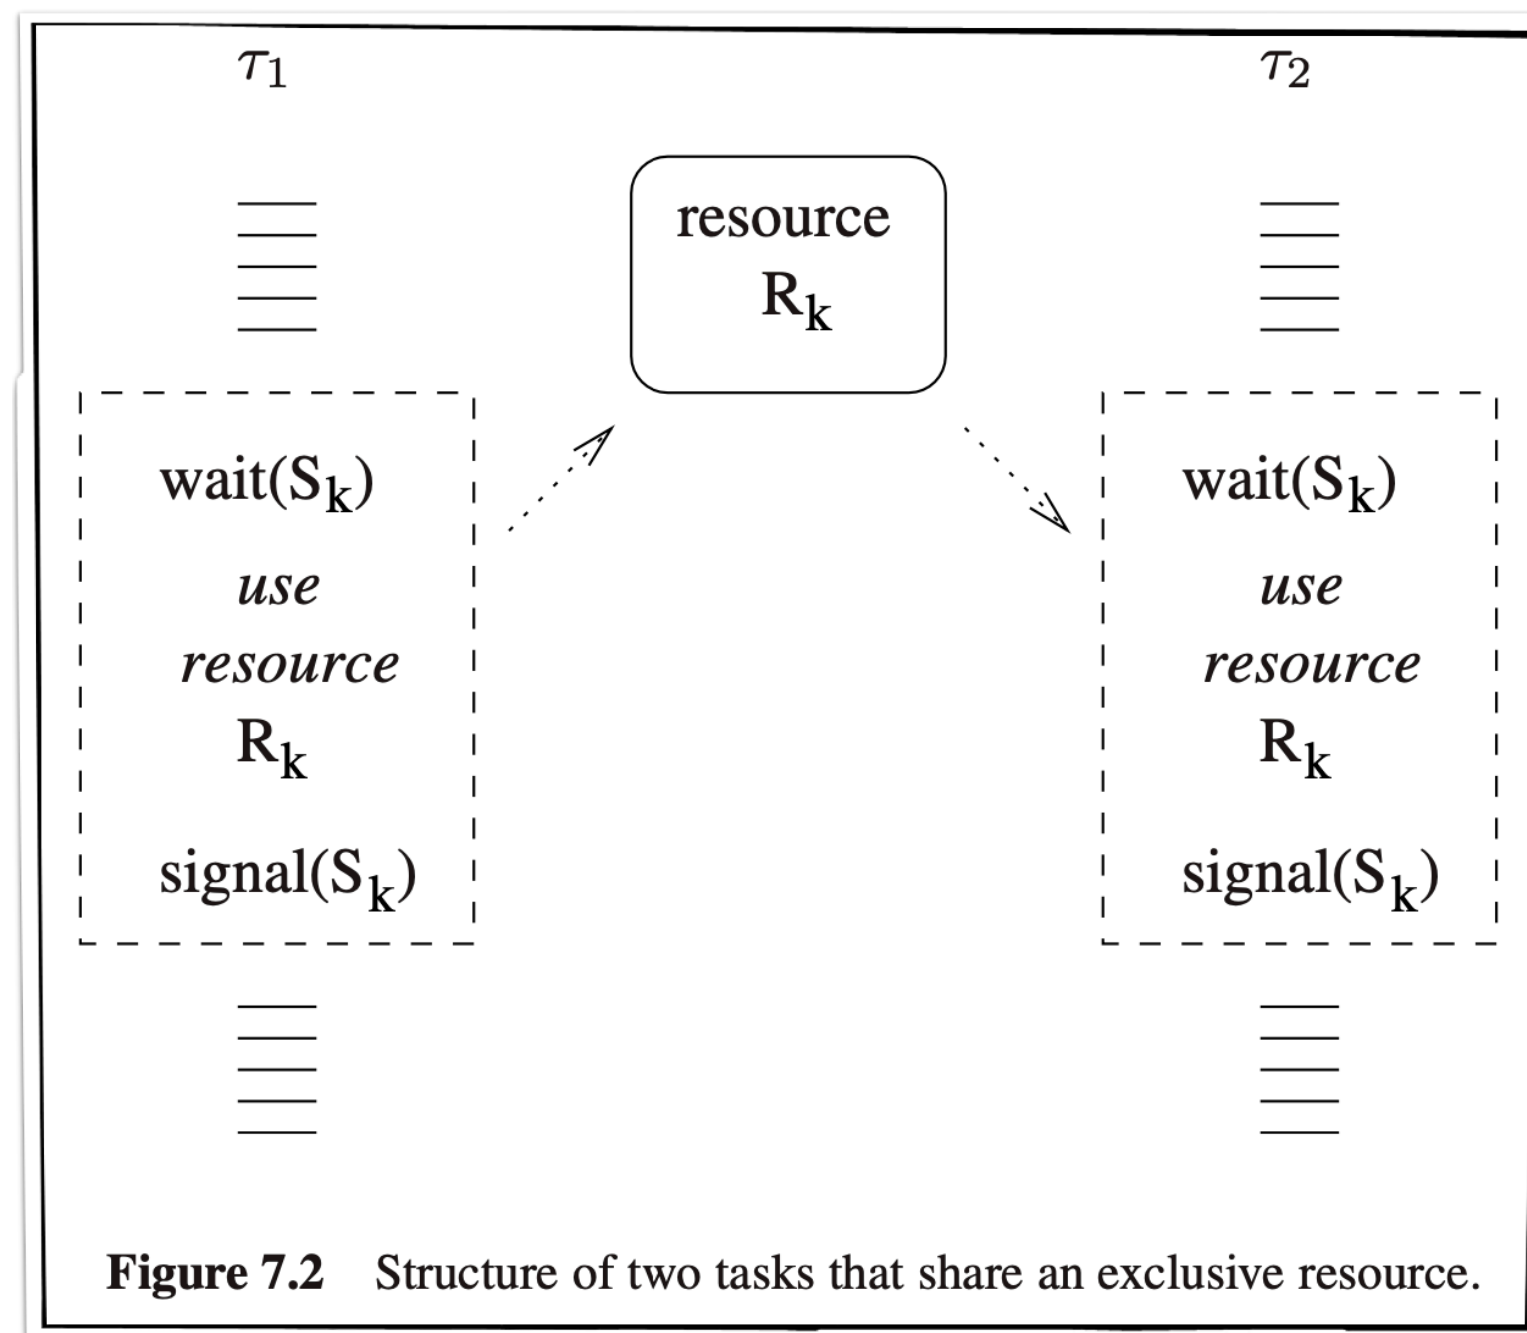 τ₁
τ₂
resource
Rₖ
wait(Sₖ)
use
resource
Rₖ
signal(Sₖ)
wait(Sₖ)
use
resource
Rₖ
signal(Sₖ)
Figure 7.2 Structure of two tasks that share an exclusive resource.